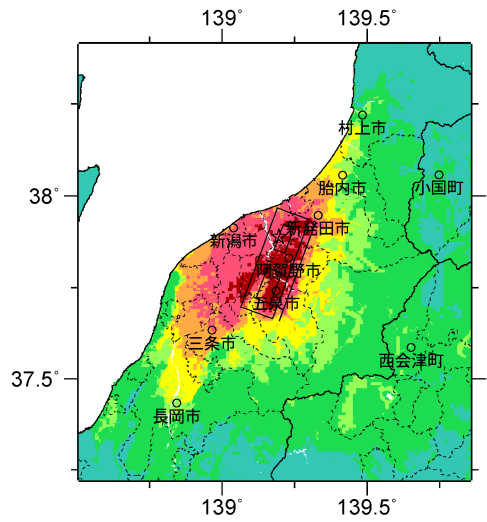 139° 139.5°
村上市
胎内市 小国町
38°
新発田市
新潟市
阿賀野市
五泉市
三条市
西会津町
37.5°
長岡市
139° 139.5°